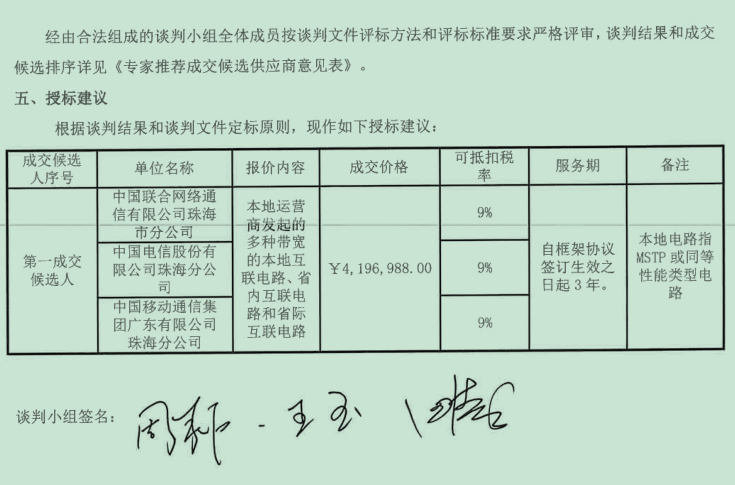 经由合法组成的谈判小组全体成员按谈判文件评标方法和评标标准要求严格评审，谈判结果和成交
候选排序详见《专家推荐成交候选供应商意见表》。
五、授标建议
根据谈判结果和谈判文件定标原则，现作如下授标建议：
成交候选
人序号
单位名称
报价内容
成交价格
可抵扣税
率
服务期
备注
第一成交
候选人
中国联合网络通
信有限公司珠海
市分公司
中国电信股份有
限公司珠海分公
司
中国移动通信集
团广东有限公司
珠海分公司
本地运营
商发起的
多种带宽
的本地互
联电路、省
内互联电
路和省际
互联电路
￥4,196,988.00
9%
9%
9%
自框架协议
签订生效之
日起 3 年。
本地电路指
MSTP 或同等
性能类型电
路
谈判小组签名：